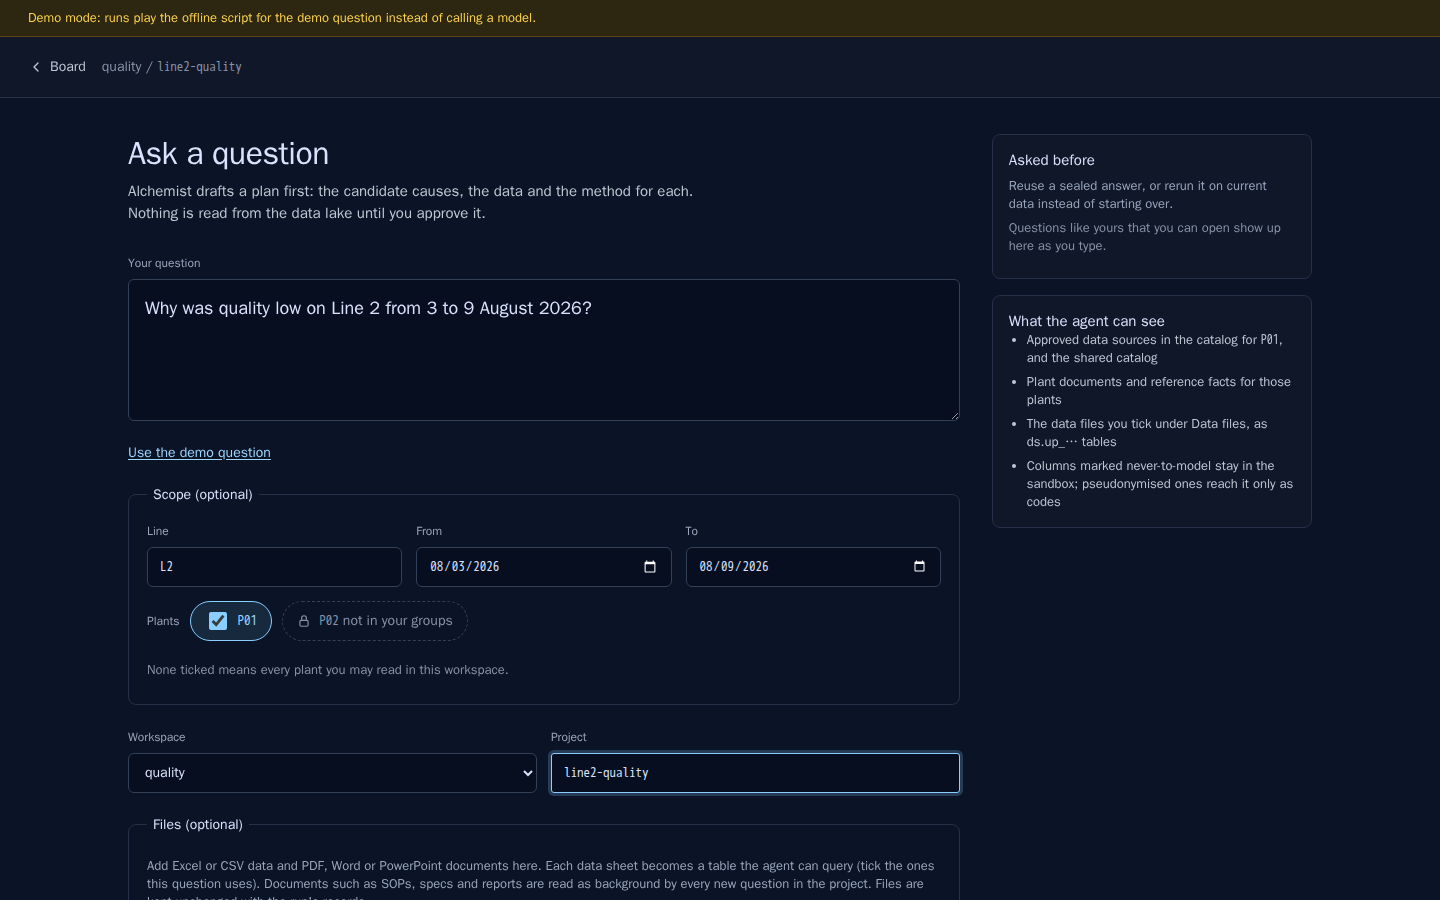 Demo mode: runs play the offline script for the demo question instead of calling a model.
Board quality / line2-quality
Ask a question
Alchemist drafts a plan first: the candidate causes, the data and the method for each.
Nothing is read from the data lake until you approve it.
Your question
Why was quality low on Line 2 from 3 to 9 August 2026?
Use the demo question
Scope (optional)
Line
From
To
L2
08/03/2026
08/09/2026
Plants
P01
P02 not in your groups
None ticked means every plant you may read in this workspace.
Workspace
Project
quality
line2-quality
Files (optional)
Add Excel or CSV data and PDF, Word or PowerPoint documents here. Each data sheet becomes a table the agent can query (tick the ones
this question uses). Documents such as SOPs, specs and reports are read as background by every new question in the project. Files are
kept unchanged with the run's records.
Asked before
Reuse a sealed answer, or rerun it on current
data instead of starting over.
Questions like yours that you can open show up
here as you type.
What the agent can see
Approved data sources in the catalog for P01,
and the shared catalog
Plant documents and reference facts for those
plants
The data files you tick under Data files, as
ds.up_… tables
Columns marked never-to-model stay in the
sandbox; pseudonymised ones reach it only as
codes